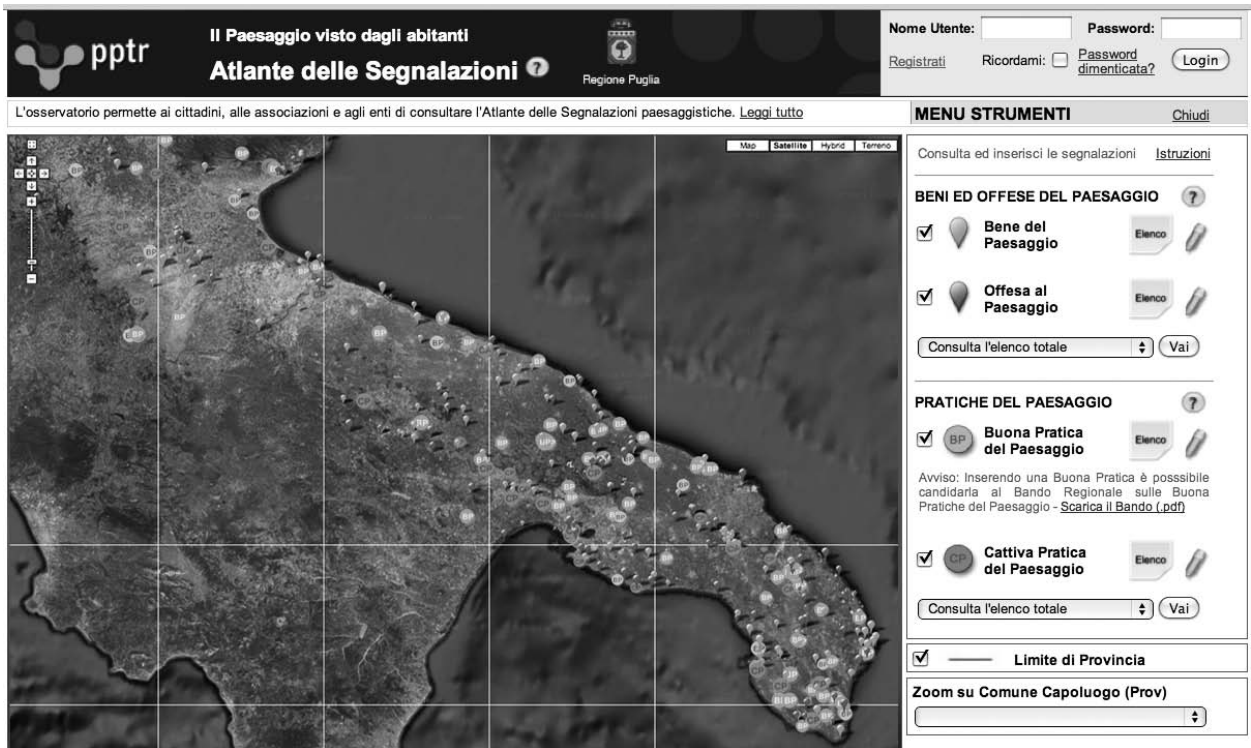 pptr
Il Paesaggio visto dagli abitanti
Atlante delle Segnalazioni ?
Regione Puglia
Nome Utente:
Password:
Registrati
Ricordami:
Password
dimenticata?
Login
L'osservatorio permette ai cittadini, alle associazioni e agli enti di consultare l'Atlante delle Segnalazioni paesaggistiche. Leggi tutto
MENU STRUMENTI
Chiudi
Map Satellite Hybrid Terreno
Consulta ed inserisci le segnalazioni Istruzioni
BENI ED OFFESE DEL PAESAGGIO ?
Bene del
Paesaggio
Elenco
Offesa al
Paesaggio
Elenco
Consulta l'elenco totale
Vai
PRATICHE DEL PAESAGGIO ?
BP
Buona Pratica
del Paesaggio
Elenco
Avviso: Inserendo una Buona Pratica è posssibile
candidarla al Bando Regionale sulle Buona
Pratiche del Paesaggio - Scarica il Bando (.pdf)
CP
Cattiva Pratica
del Paesaggio
Elenco
Consulta l'elenco totale
Vai
Limite di Provincia
Zoom su Comune Capoluogo (Prov)